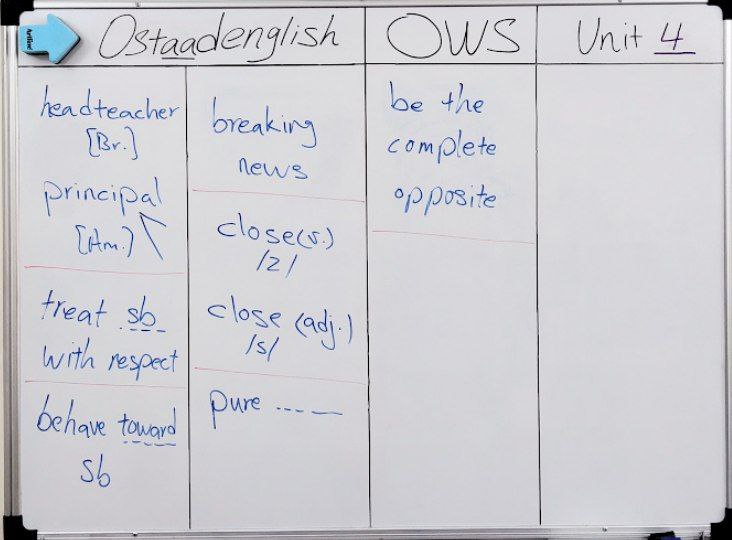 Artline
Ostaadenglish
OWS
Unit 4
headteacher
[Br.]
principal
[Am.]
treat sb
with respect
behave toward
sb
breaking
news
close (v.)
/z/
close (adj.)
/s/
pure
be the
complete
opposite